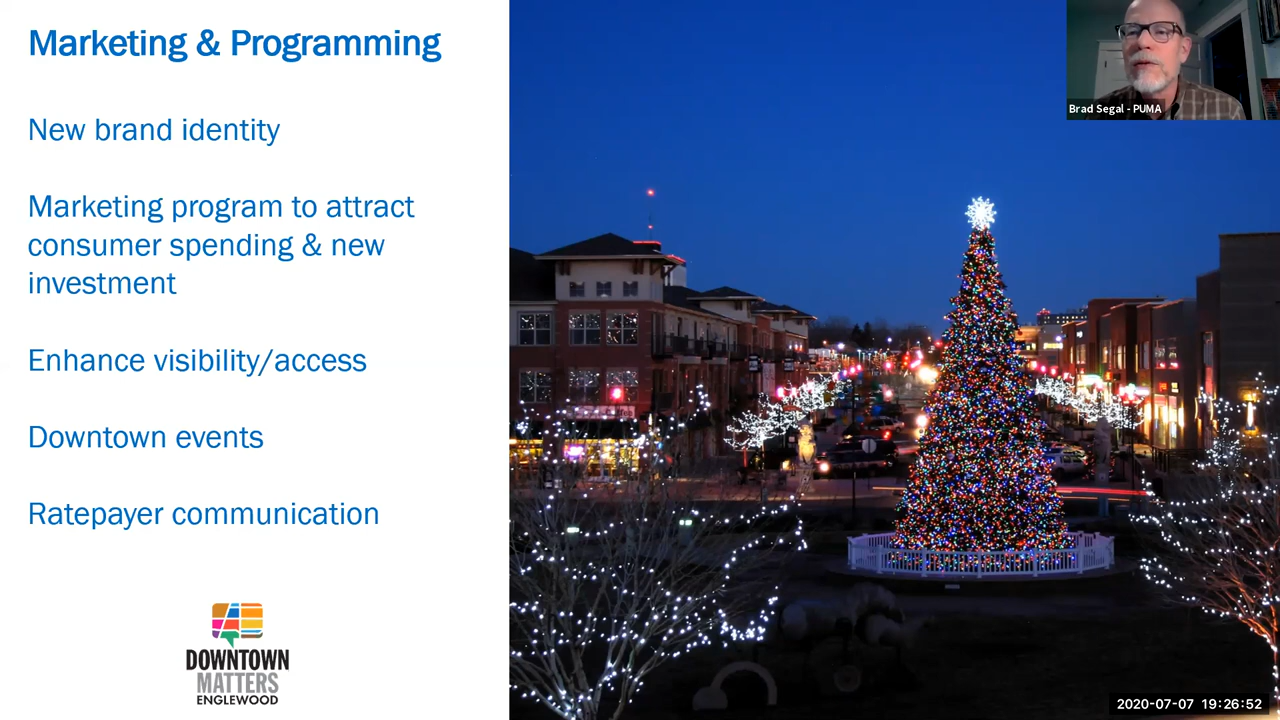 Marketing & Programming
New brand identity
Marketing program to attract
consumer spending & new
investment
Enhance visibility/access
Downtown events
Ratepayer communication
DOWNTOWN
MATTERS
ENGLEWOOD
Brad Segal - PUMA
2020-07-07 19:26:52